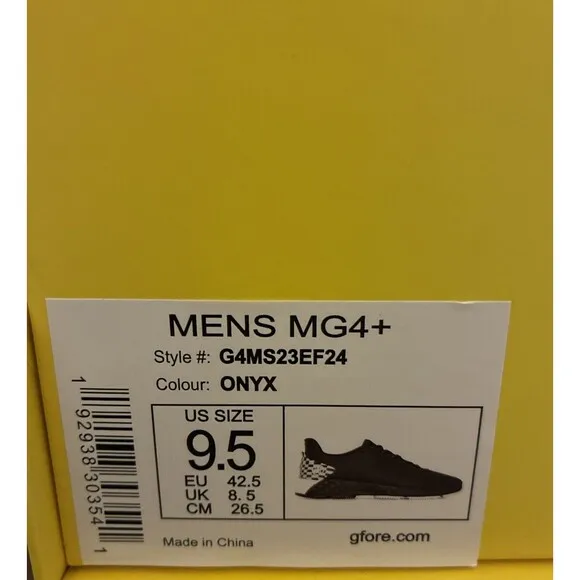 MENS MG4+
Style #: G4MS23EF24
Colour: ONYX
US SIZE
9.5
EU 42.5
UK 8.5
CM 26.5
Made in China
gfore.com
1 92938 30354 1